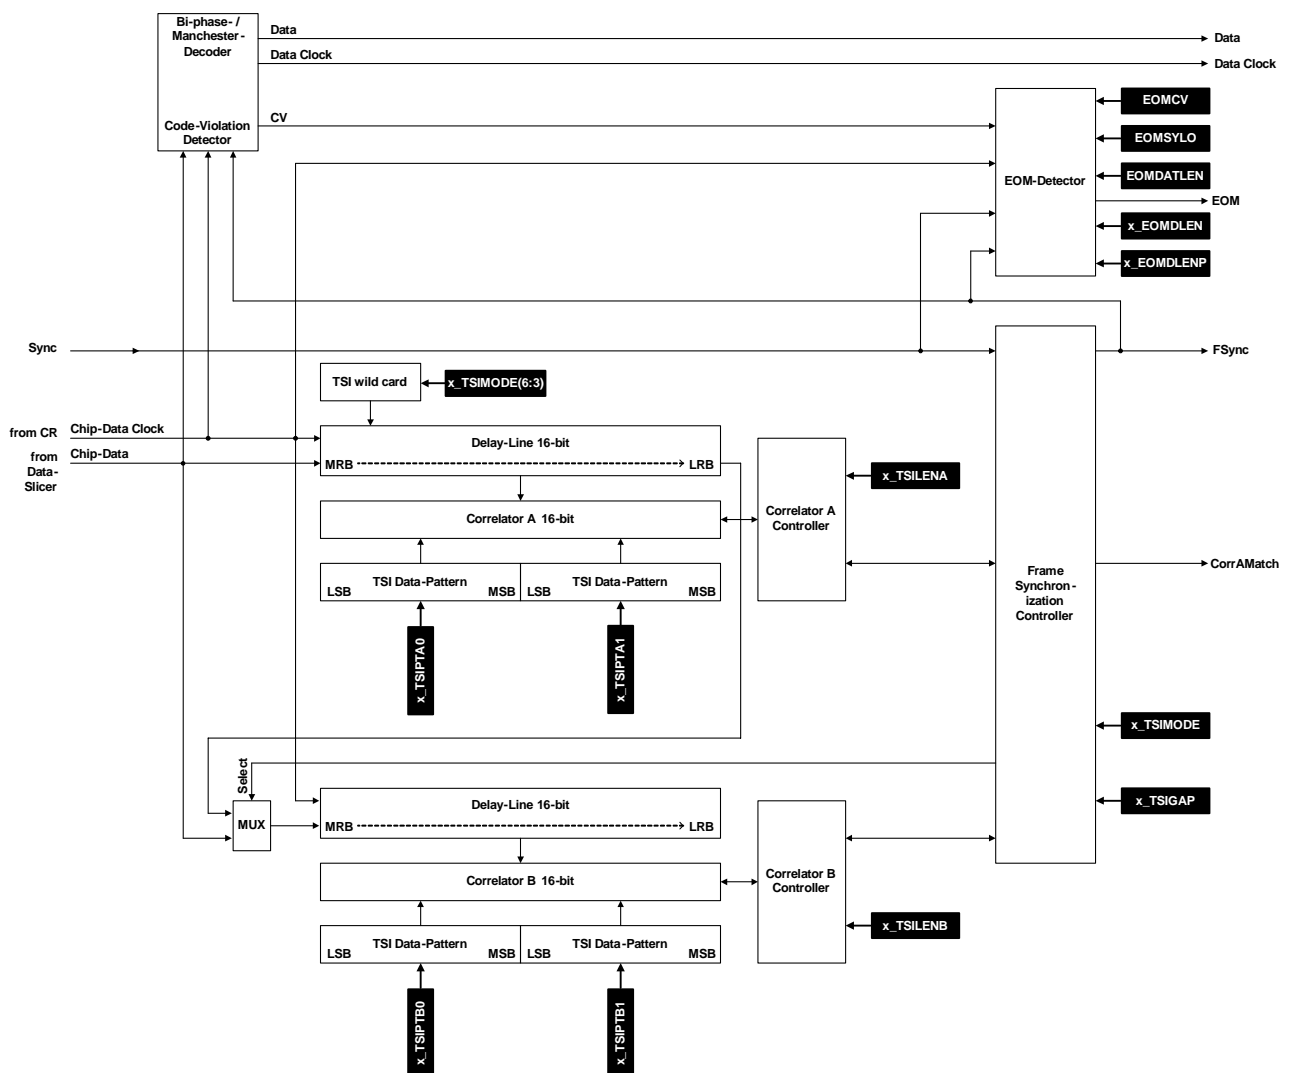 Bi-phase- /
Manchester-
Decoder
Data
Data
Data Clock
Data Clock
EOMCV
CV
Code-Violation
Detector
EOMSYLO
EOM-Detector
EOMDATLEN
EOM
x_EOMDLEN
x_EOMDLENP
Sync
FSync
TSI wild card
x_TSIMODE(6:3)
from CR
Chip-Data Clock
Delay-Line 16-bit
from
Data-
Slicer
Chip-Data
MRB
LRB
x_TSILENA
Correlator A 16-bit
Correlator A
Controller
TSI Data-Pattern
LSB
MSB
TSI Data-Pattern
LSB
MSB
Frame
Synchron-
ization
Controller
CorrAMatch
x_TSIPTA0
x_TSIPTA1
x_TSIMODE
Select
x_TSIGAP
MUX
Delay-Line 16-bit
MRB
LRB
Correlator B 16-bit
Correlator B
Controller
x_TSILENB
TSI Data-Pattern
LSB
MSB
TSI Data-Pattern
LSB
MSB
x_TSIPTB0
x_TSIPTB1